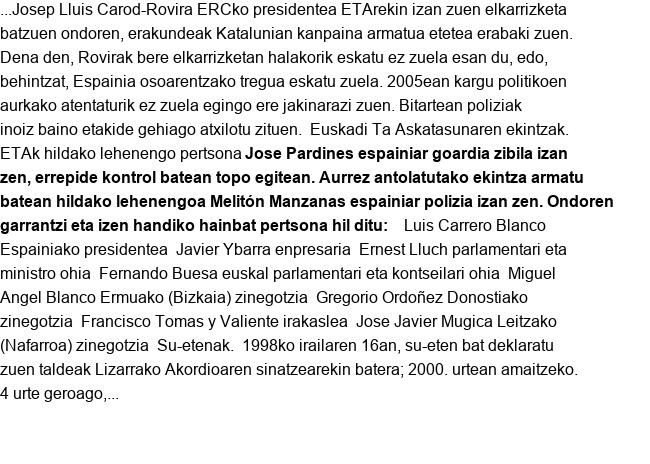 ...Josep Lluis Carod-Rovira ERCko presidentea ETArekin izan zuen elkarrizketa
batzuen ondoren, erakundeak Katalunian kanpaina armatua etetea erabaki zuen.
Dena den, Rovirak bere elkarrizketan halakorik eskatu ez zuela esan du, edo,
behintzat, Espainia osoarentzako tregua eskatu zuela. 2005ean kargu politikoen
aurkako atentaturik ez zuela egingo ere jakinarazi zuen. Bitartean poliziak
inoiz baino etakide gehiago atxilotu zituen.  Euskadi Ta Askatasunaren ekintzak.
ETAk hildako lehenengo pertsona Jose Pardines espainiar goardia zibila izan
zen, errepide kontrol batean topo egitean. Aurrez antolatutako ekintza armatu
batean hildako lehenengoa Melitón Manzanas espainiar polizia izan zen. Ondoren
garrantzi eta izen handiko hainbat pertsona hil ditu:    Luis Carrero Blanco
Espainiako presidentea  Javier Ybarra enpresaria  Ernest Lluch parlamentari eta
ministro ohia  Fernando Buesa euskal parlamentari eta kontseilari ohia  Miguel
Angel Blanco Ermuako (Bizkaia) zinegotzia  Gregorio Ordoñez Donostiako
zinegotzia  Francisco Tomas y Valiente irakaslea  Jose Javier Mugica Leitzako
(Nafarroa) zinegotzia  Su-etenak.  1998ko irailaren 16an, su-eten bat deklaratu
zuen taldeak Lizarrako Akordioaren sinatzearekin batera; 2000. urtean amaitzeko.
4 urte geroago,...